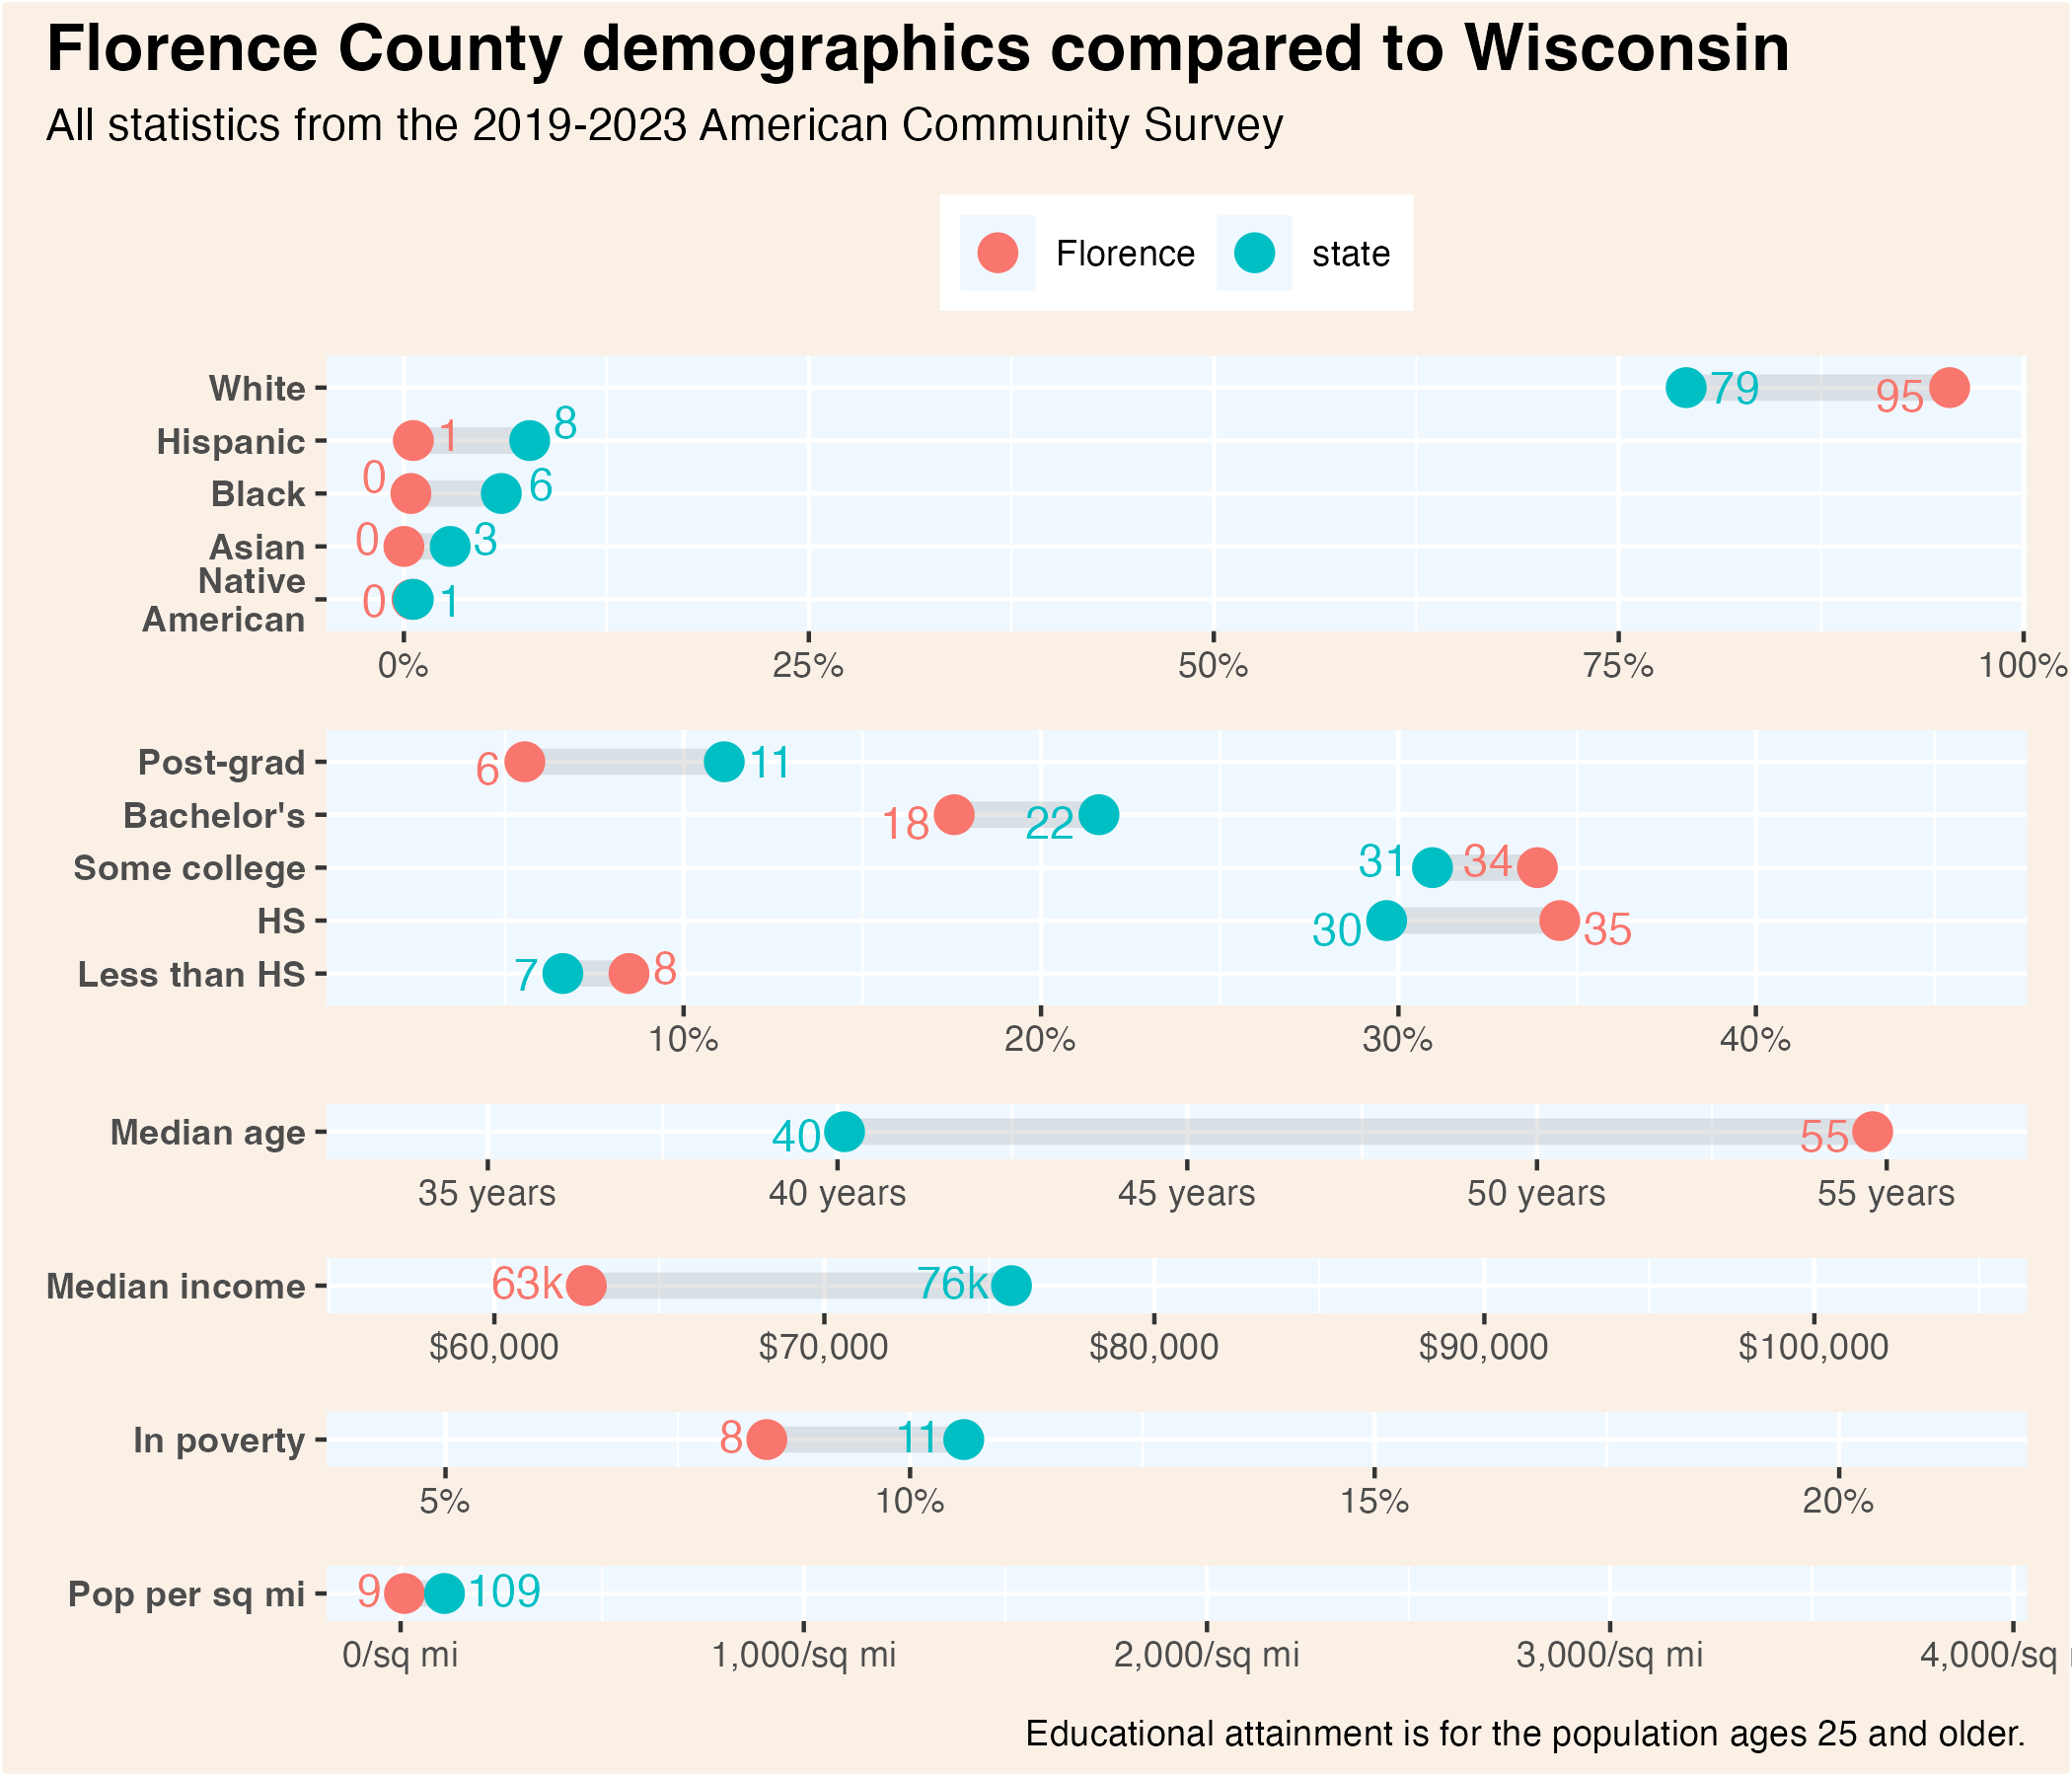 Florence County demographics compared to Wisconsin
All statistics from the 2019-2023 American Community Survey
Florence state
White 79 95
Hispanic 1 8
Black 0 6
Asian 0 3
Native
American 0 1
0% 25% 50% 75% 100%
Post-grad 6 11
Bachelor's 18 22
Some college 31 34
HS 30 35
Less than HS 7 8
10% 20% 30% 40%
Median age 40 55
35 years 40 years 45 years 50 years 55 years
Median income 63k 76k
$60,000 $70,000 $80,000 $90,000 $100,000
In poverty 8 11
5% 10% 15% 20%
Pop per sq mi 9 109
0/sq mi 1,000/sq mi 2,000/sq mi 3,000/sq mi 4,000/sq
Educational attainment is for the population ages 25 and older.